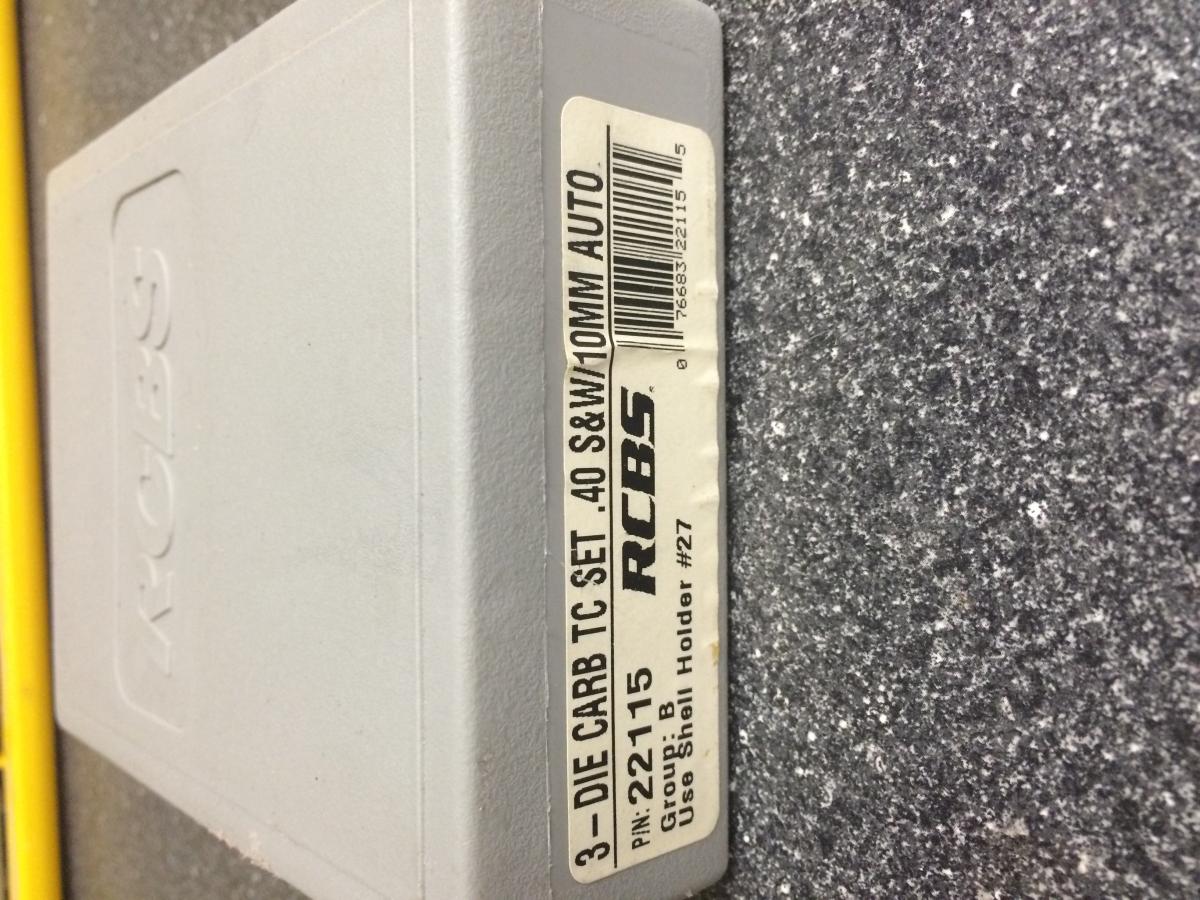 RCBS
3-DIE CARB TC SET .40 S&W/10MM AUTO
P/N: 22115 RCBS
Group: B
Use Shell Holder #27
0 76683 22115 5